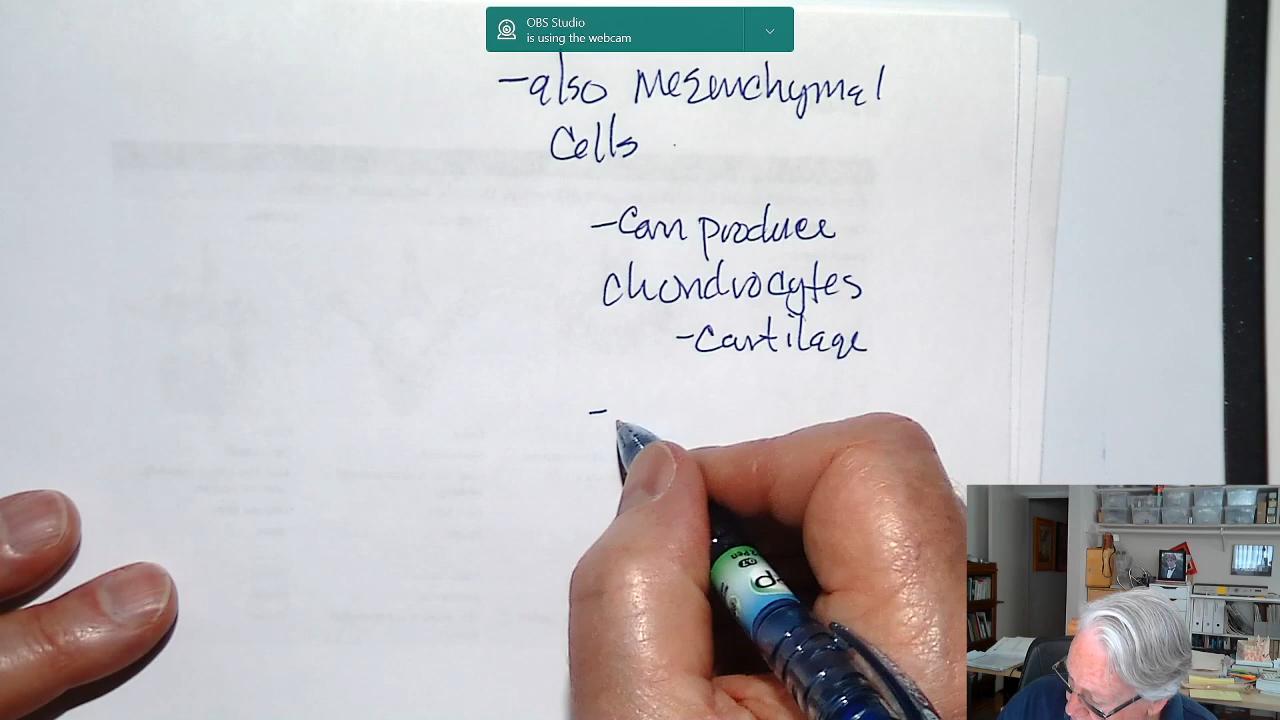 OBS Studio
is using the webcam
-also Mesenchymal
Cells
-Can produce
chondrocytes
-Cartilage
-